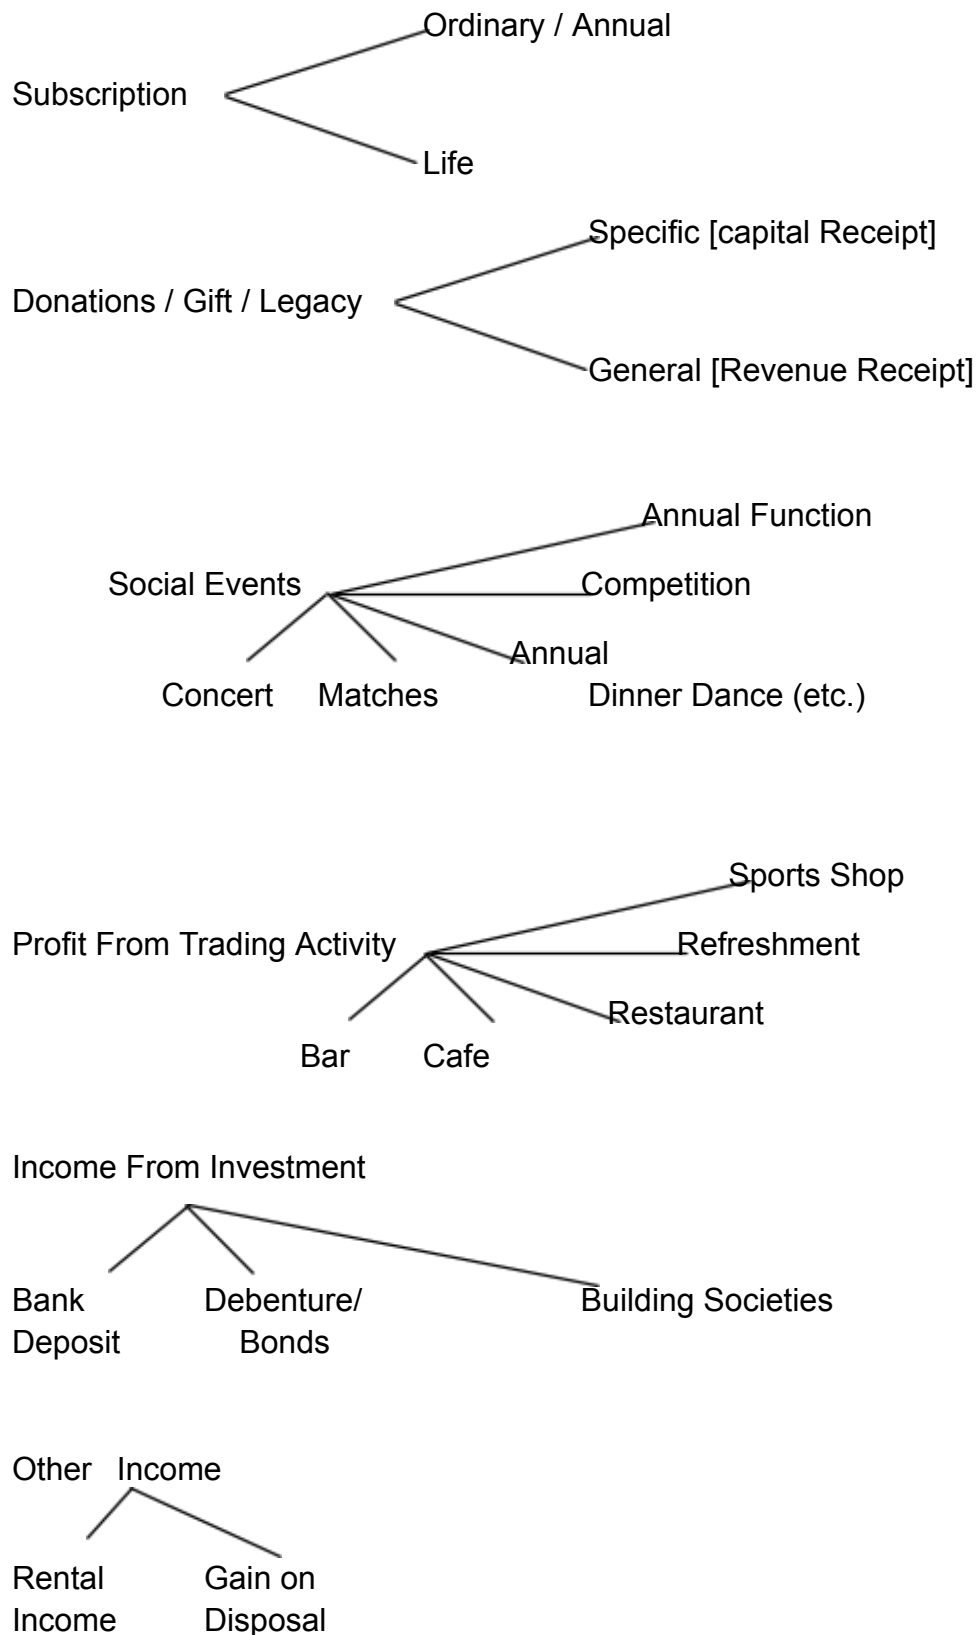 Ordinary / Annual
Subscription
Life
Specific [capital Receipt]
Donations / Gift / Legacy
General [Revenue Receipt]
Annual Function
Social Events
Competition
Annual
Concert
Matches
Dinner Dance (etc.)
Sports Shop
Profit From Trading Activity
Refreshment
Restaurant
Bar
Cafe
Income From Investment
Bank
Deposit
Debenture/
Bonds
Building Societies
Other Income
Rental
Income
Gain on
Disposal